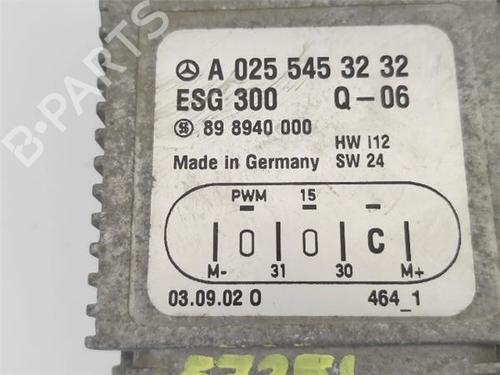 A 025 545 32 32
ESG 300 Q-06
89 8940 000
HW i12
Made in Germany SW 24
PWM 15
C
M- 31 30 M+
03.09.02 0 464_1